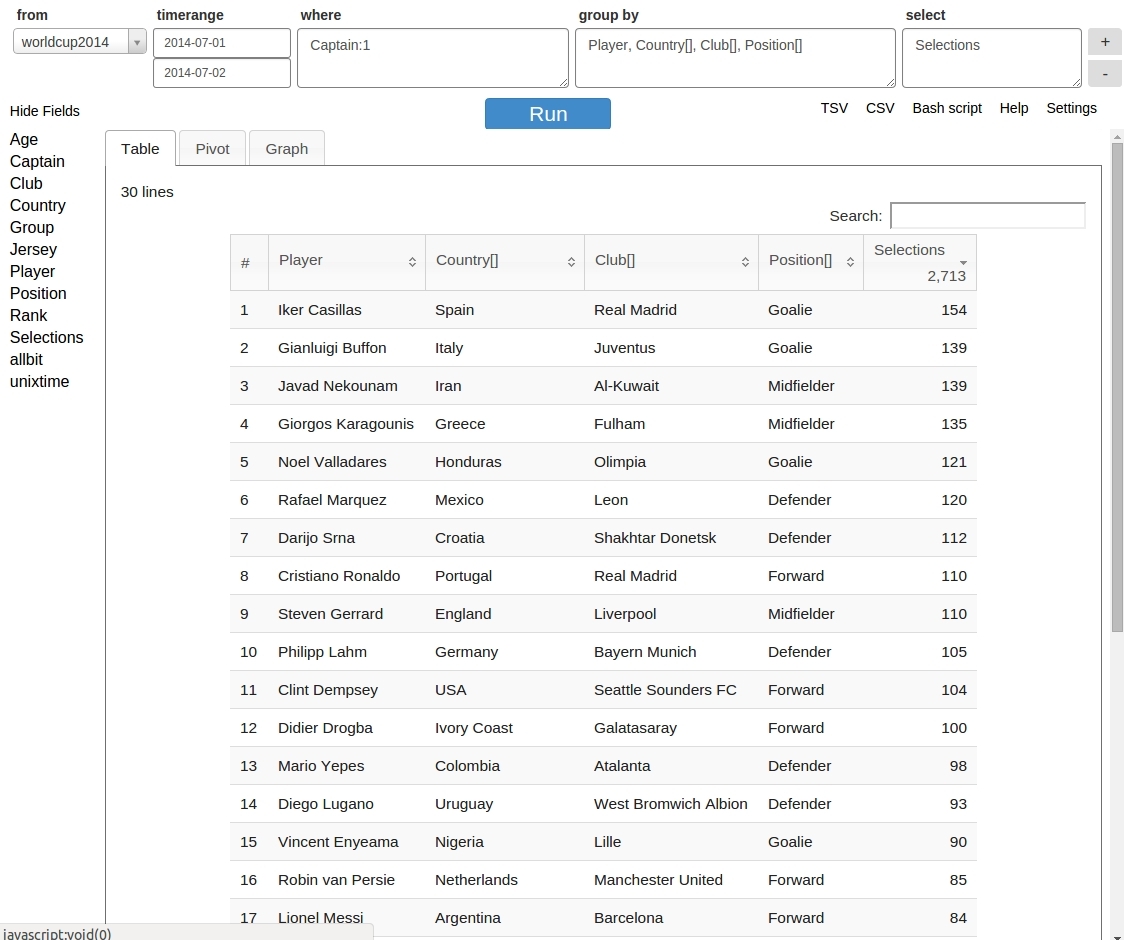 from timerange where group by select
worldcup2014 2014-07-01 Captain:1 Player, Country[], Club[], Position[] Selections +
2014-07-02 -
Hide Fields Run TSV CSV Bash script Help Settings
Age
Captain
Club
Country
Group
Jersey
Player
Position
Rank
Selections
allbit
unixtime
Table Pivot Graph
30 lines
Search:
# Player Country[] Club[] Position[] Selections
2,713
1 Iker Casillas Spain Real Madrid Goalie 154
2 Gianluigi Buffon Italy Juventus Goalie 139
3 Javad Nekounam Iran Al-Kuwait Midfielder 139
4 Giorgos Karagounis Greece Fulham Midfielder 135
5 Noel Valladares Honduras Olimpia Goalie 121
6 Rafael Marquez Mexico Leon Defender 120
7 Darijo Srna Croatia Shakhtar Donetsk Defender 112
8 Cristiano Ronaldo Portugal Real Madrid Forward 110
9 Steven Gerrard England Liverpool Midfielder 110
10 Philipp Lahm Germany Bayern Munich Defender 105
11 Clint Dempsey USA Seattle Sounders FC Forward 104
12 Didier Drogba Ivory Coast Galatasaray Forward 100
13 Mario Yepes Colombia Atalanta Defender 98
14 Diego Lugano Uruguay West Bromwich Albion Defender 93
15 Vincent Enyeama Nigeria Lille Goalie 90
16 Robin van Persie Netherlands Manchester United Forward 85
17 Lionel Messi Argentina Barcelona Forward 84
javascript:void(0)